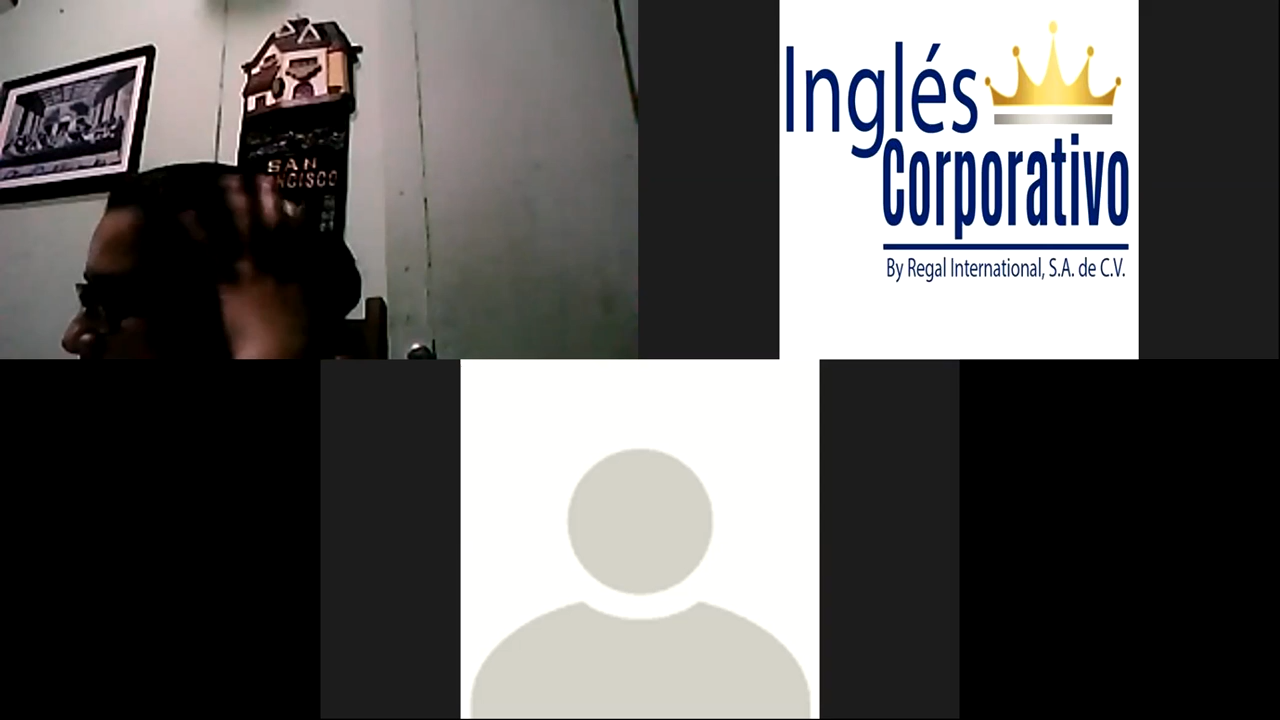 SAN
Inglés
Corporativo
By Regal International, S.A. de C.V.